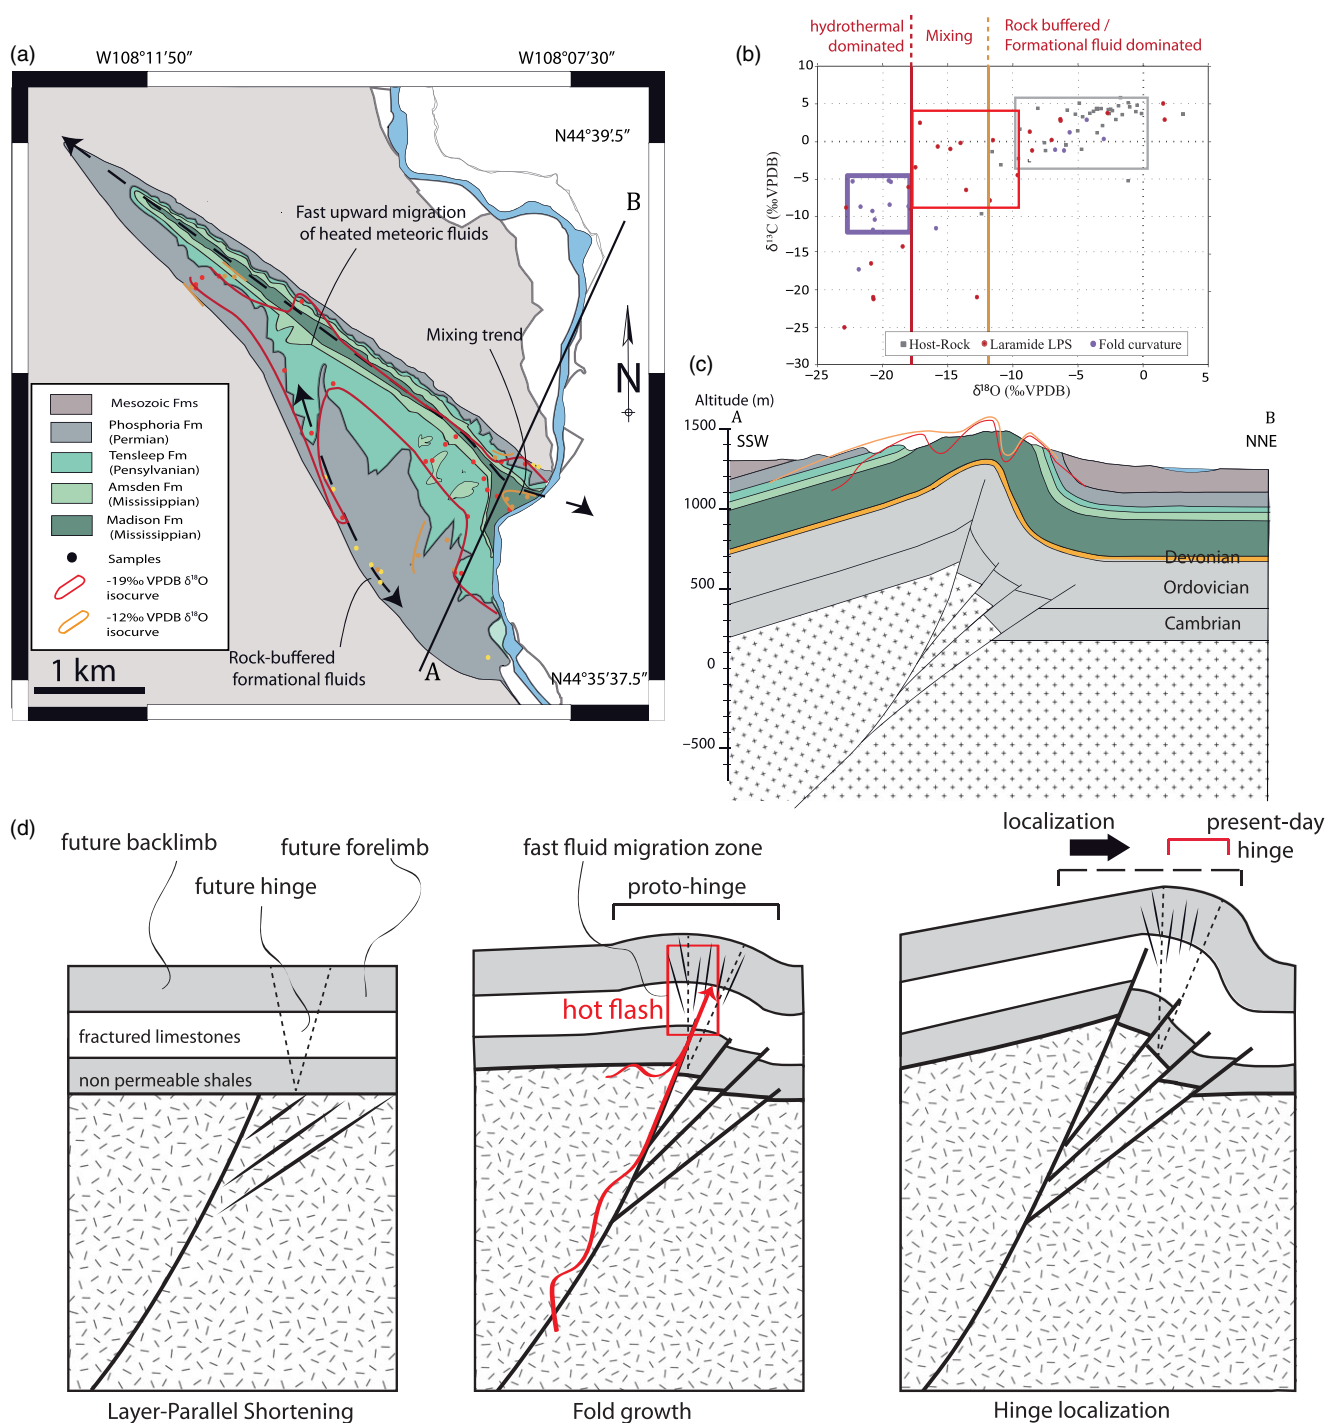 (a)
W108°11'50"
W108°07'30"
N44°39'.5"
B
Fast upward migration
of heated meteoric fluids
Mixing trend
N
Mesozoic Fms
Phosphoria Fm
(Permian)
Tensleep Fm
(Pensylvanian)
Amsden Fm
(Mississippian)
Madison Fm
(Mississippian)
Samples
-19‰ VPDB δ¹⁸O
isocurve
-12‰ VPDB δ¹⁸O
isocurve
1 km
Rock-buffered
formational fluids
A
N44°35'37.5"
(b)
hydrothermal
dominated
Mixing
Rock buffered /
Formational fluid dominated
10
5
0
−5
−10
−15
−20
−25
−30
δ¹³C (‰VPDB)
Host-Rock
Laramide LPS
Fold curvature
−25
−20
−15
−10
−5
0
5
δ¹⁸O (‰VPDB)
(c)
Altitude (m)
A
B
1500
SSW
NNE
1000
500
0
−500
Devonian
Ordovician
Cambrian
(d)
future backlimb
future forelimb
future hinge
fractured limestones
non permeable shales
Layer-Parallel Shortening
fast fluid migration zone
proto-hinge
hot flash
Fold growth
localization
present-day
hinge
Hinge localization